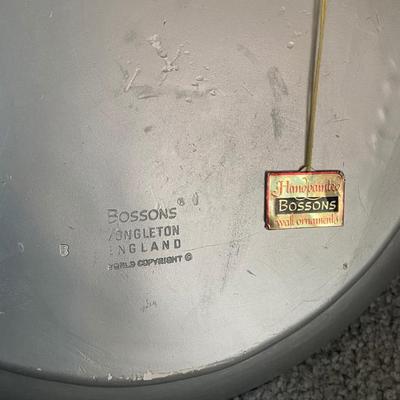 BOSSONS®
CONGLETON
ENGLAND
WORLD COPYRIGHT ©
B
Handpainted
BOSSONS
wall ornaments